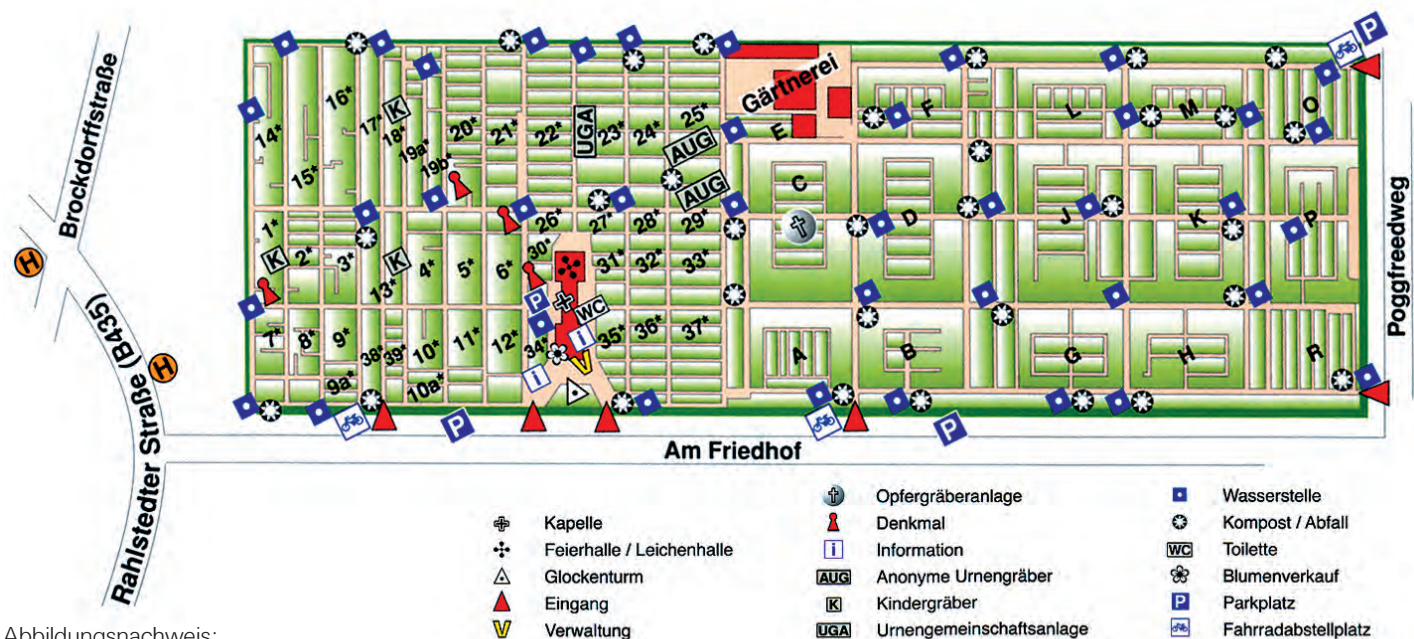 P
14*
15*
16*
17*
K
18*
19a*
19b*
20*
21*
22*
UGA
23*
24*
25*
AUG
AUG
Gärtnerei
E
F
L
M
O
C
D
J
K
P
1*
K
2*
3*
13*
K
4*
5*
6*
26*
27*
28*
29*
30*
31*
32*
33*
P
WC
i
7*
8*
9*
9a*
38*
39*
10*
10a*
11*
12*
34*
35*
36*
37*
i
V
A
B
G
H
R
P
P
H
H
Brockdorffstraße
Rahlstedter Straße (B435)
Am Friedhof
Poggfreedweg
Kapelle
Feierhalle / Leichenhalle
Glockenturm
Eingang
V Verwaltung
Opfergräberanlage
Denkmal
i Information
AUG Anonyme Urnengräber
K Kindergräber
UGA Urnengemeinschaftsanlage
Wasserstelle
Kompost / Abfall
WC Toilette
Blumenverkauf
P Parkplatz
Fahrradabstellplatz
Abbildungsnachweis: